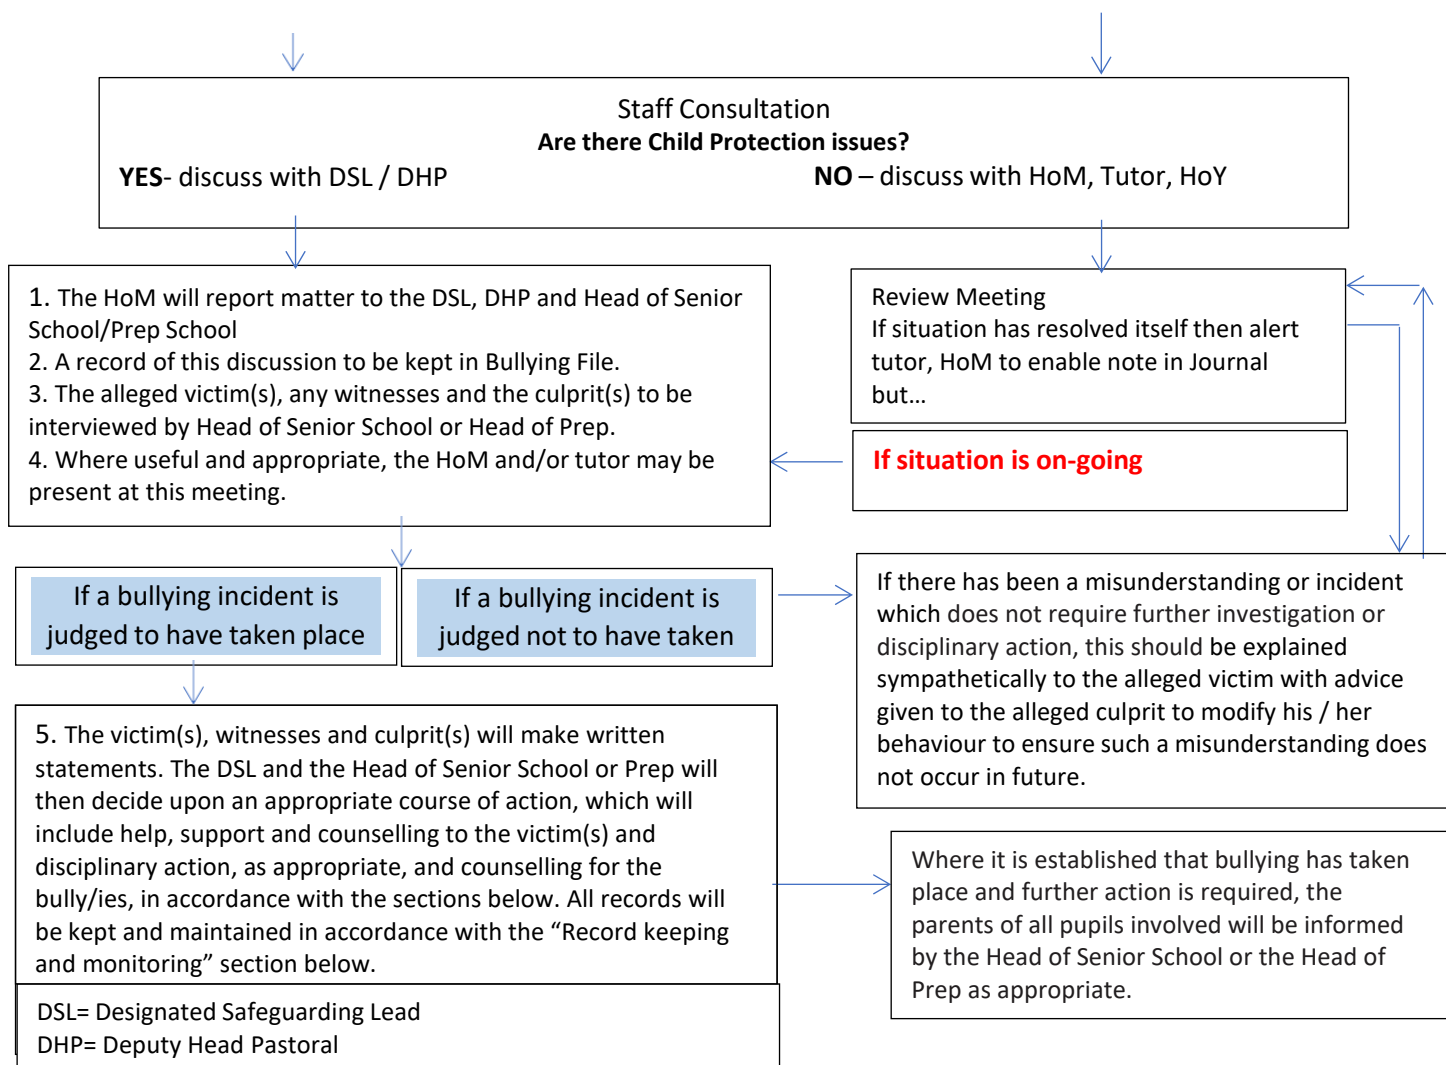 Staff Consultation
Are there Child Protection issues?
YES- discuss with DSL / DHP
NO – discuss with HoM, Tutor, HoY
1. The HoM will report matter to the DSL, DHP and Head of Senior
School/Prep School
2. A record of this discussion to be kept in Bullying File.
3. The alleged victim(s), any witnesses and the culprit(s) to be
interviewed by Head of Senior School or Head of Prep.
4. Where useful and appropriate, the HoM and/or tutor may be
present at this meeting.
Review Meeting
If situation has resolved itself then alert
tutor, HoM to enable note in Journal
but…
If situation is on-going
If a bullying incident is
judged to have taken place
If a bullying incident is
judged not to have taken
If there has been a misunderstanding or incident
which does not require further investigation or
disciplinary action, this should be explained
sympathetically to the alleged victim with advice
given to the alleged culprit to modify his / her
behaviour to ensure such a misunderstanding does
not occur in future.
5. The victim(s), witnesses and culprit(s) will make written
statements. The DSL and the Head of Senior School or Prep will
then decide upon an appropriate course of action, which will
include help, support and counselling to the victim(s) and
disciplinary action, as appropriate, and counselling for the
bully/ies, in accordance with the sections below. All records will
be kept and maintained in accordance with the “Record keeping
and monitoring” section below.
Where it is established that bullying has taken
place and further action is required, the
parents of all pupils involved will be informed
by the Head of Senior School or the Head of
Prep as appropriate.
DSL= Designated Safeguarding Lead
DHP= Deputy Head Pastoral